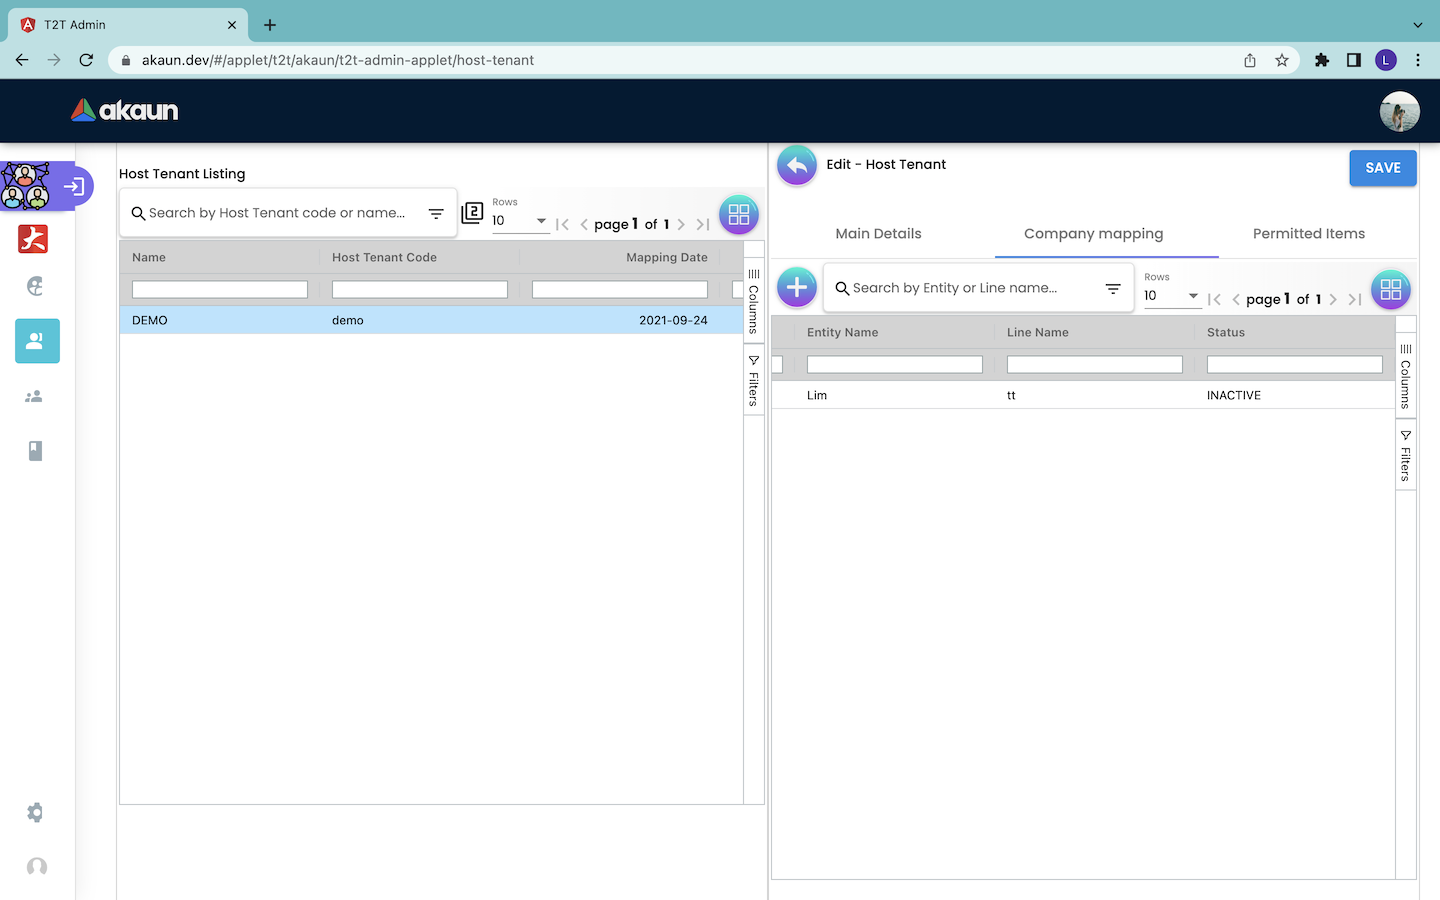 T2T Admin
akaun.dev/#/applet/t2t/akaun/t2t-admin-applet/host-tenant
L
akaun
Host Tenant Listing
Search by Host Tenant code or name...
2
Rows
10
page 1 of 1
Name
Host Tenant Code
Mapping Date
DEMO
demo
2021-09-24
Columns
Filters
Edit - Host Tenant
SAVE
Main Details
Company mapping
Permitted Items
Search by Entity or Line name...
Rows
10
page 1 of 1
Entity Name
Line Name
Status
Lim
tt
INACTIVE
Columns
Filters